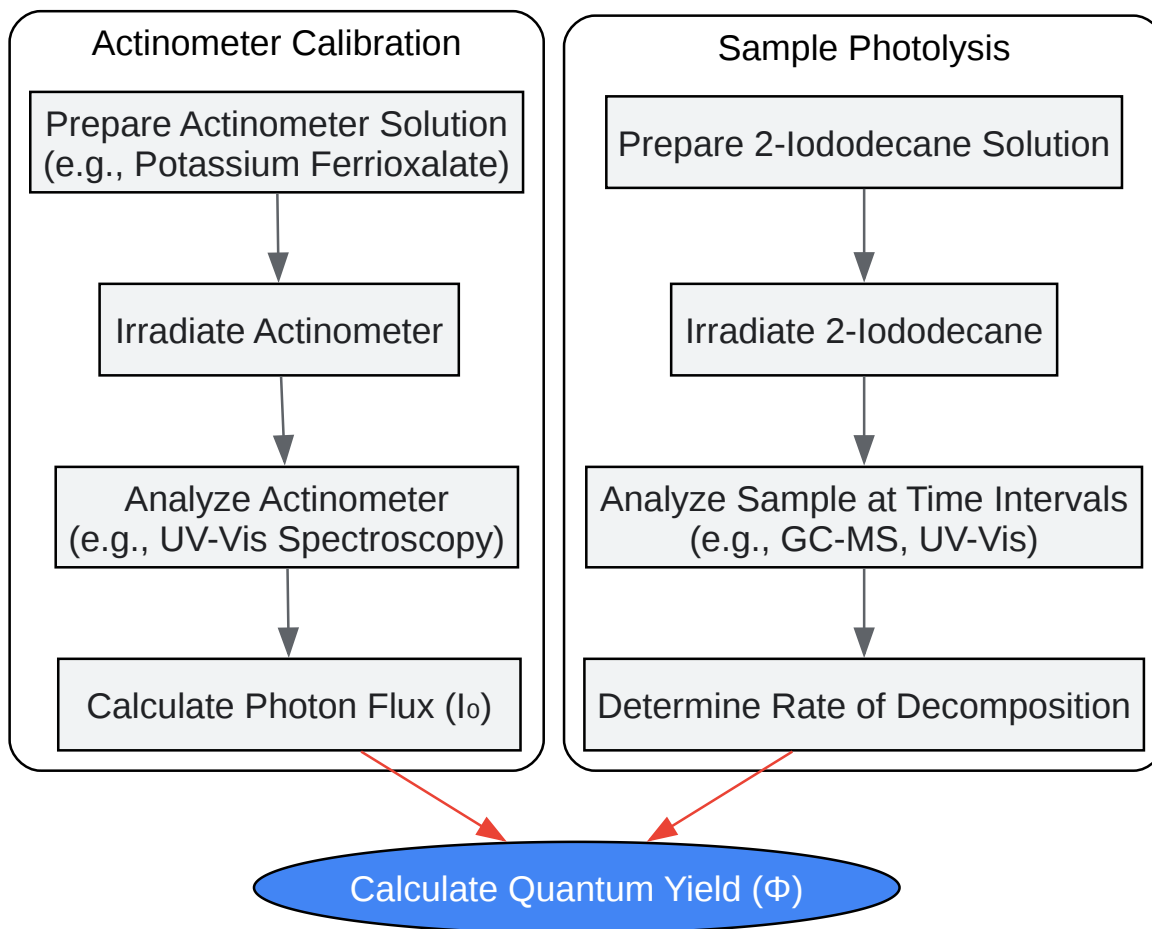 Actinometer Calibration
Prepare Actinometer Solution
(e.g., Potassium Ferrioxalate)
Irradiate Actinometer
Analyze Actinometer
(e.g., UV-Vis Spectroscopy)
Calculate Photon Flux (I₀)
Sample Photolysis
Prepare 2-Iododecane Solution
Irradiate 2-Iododecane
Analyze Sample at Time Intervals
(e.g., GC-MS, UV-Vis)
Determine Rate of Decomposition
Calculate Quantum Yield (Φ)